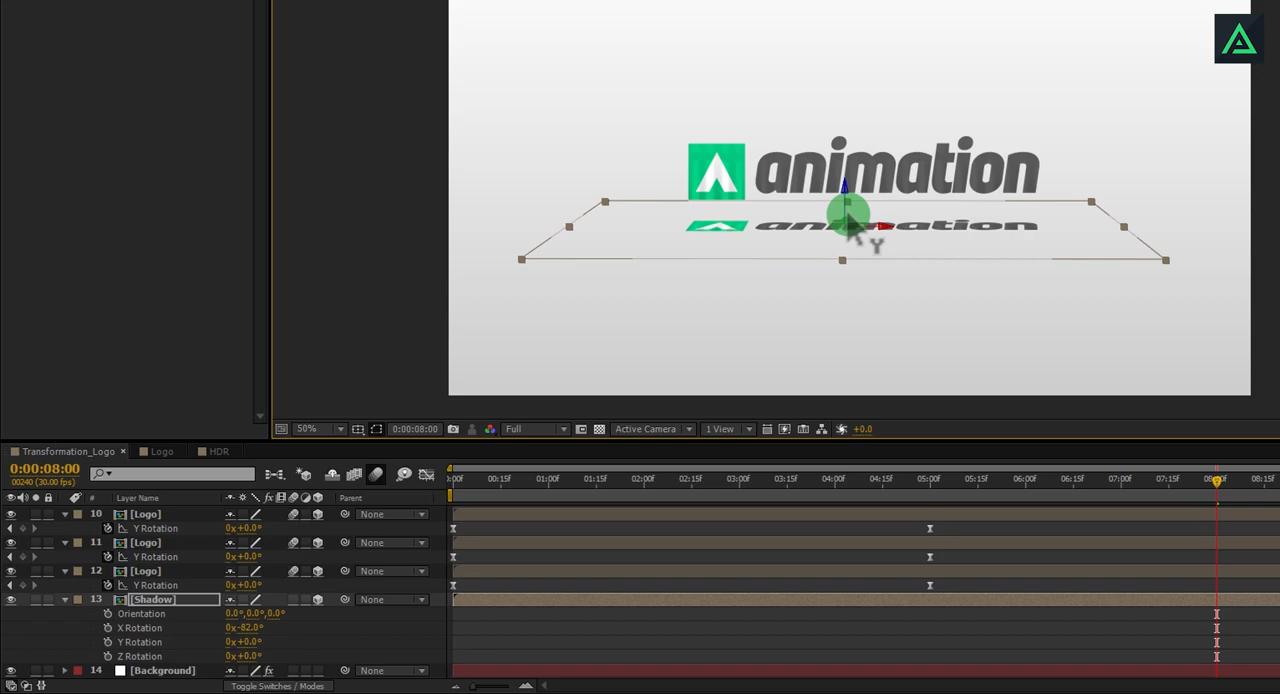 animation
animation
Y
50%
0:00:08:00
Full
Active Camera
1 View
+0.0
Transformation_Logo ×
Logo
HDR
0:00:08:00
00240 (30.00 fps)
:00f 00:15f 01:00f 01:15f 02:00f 02:15f 03:00f 03:15f 04:00f 04:15f 05:00f 05:15f 06:00f 06:15f 07:00f 07:15f 08:00f 08:15f
# Layer Name fx Parent
10 [Logo] None
Y Rotation 0x+0.0°
11 [Logo] None
Y Rotation 0x+0.0°
12 [Logo] None
Y Rotation 0x+0.0°
13 [Shadow] None
Orientation 0.0°,0.0°,0.0°
X Rotation 0x-82.0°
Y Rotation 0x+0.0°
Z Rotation 0x+0.0°
14 [Background] fx None
Toggle Switches / Modes